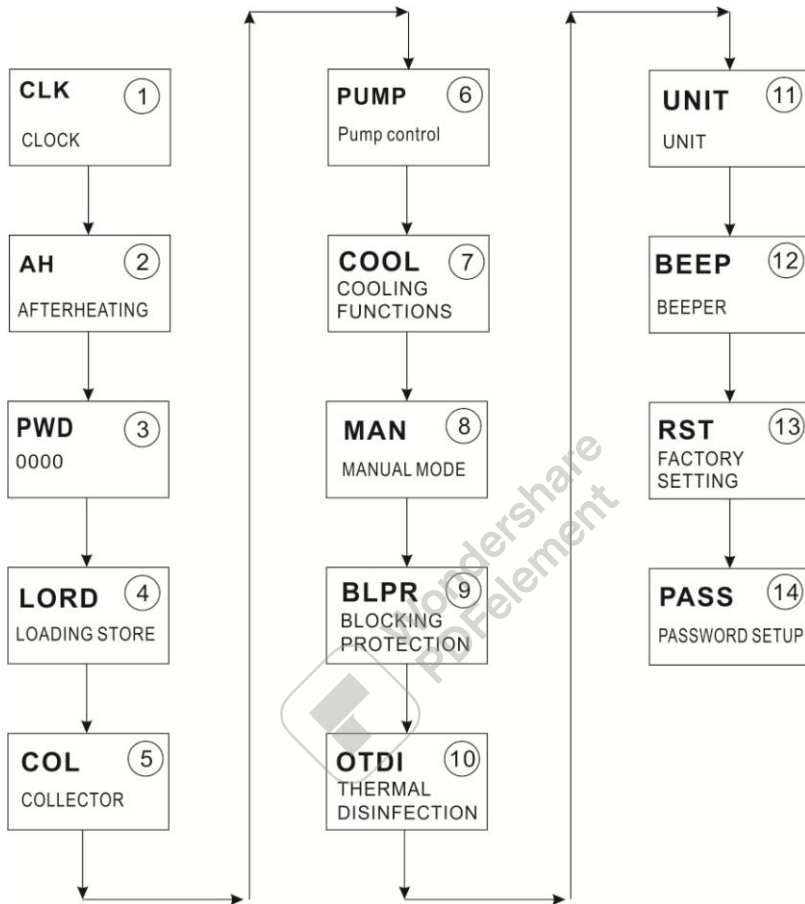 CLK 1
CLOCK
AH 2
AFTERHEATING
PWD 3
0000
LORD 4
LOADING STORE
COL 5
COLLECTOR
PUMP 6
Pump control
COOL 7
COOLING
FUNCTIONS
MAN 8
MANUAL MODE
BLPR 9
BLOCKING
PROTECTION
OTDI 10
THERMAL
DISINFECTION
UNIT 11
UNIT
BEEP 12
BEEPER
RST 13
FACTORY
SETTING
PASS 14
PASSWORD SETUP
Wondershare
PDFelement